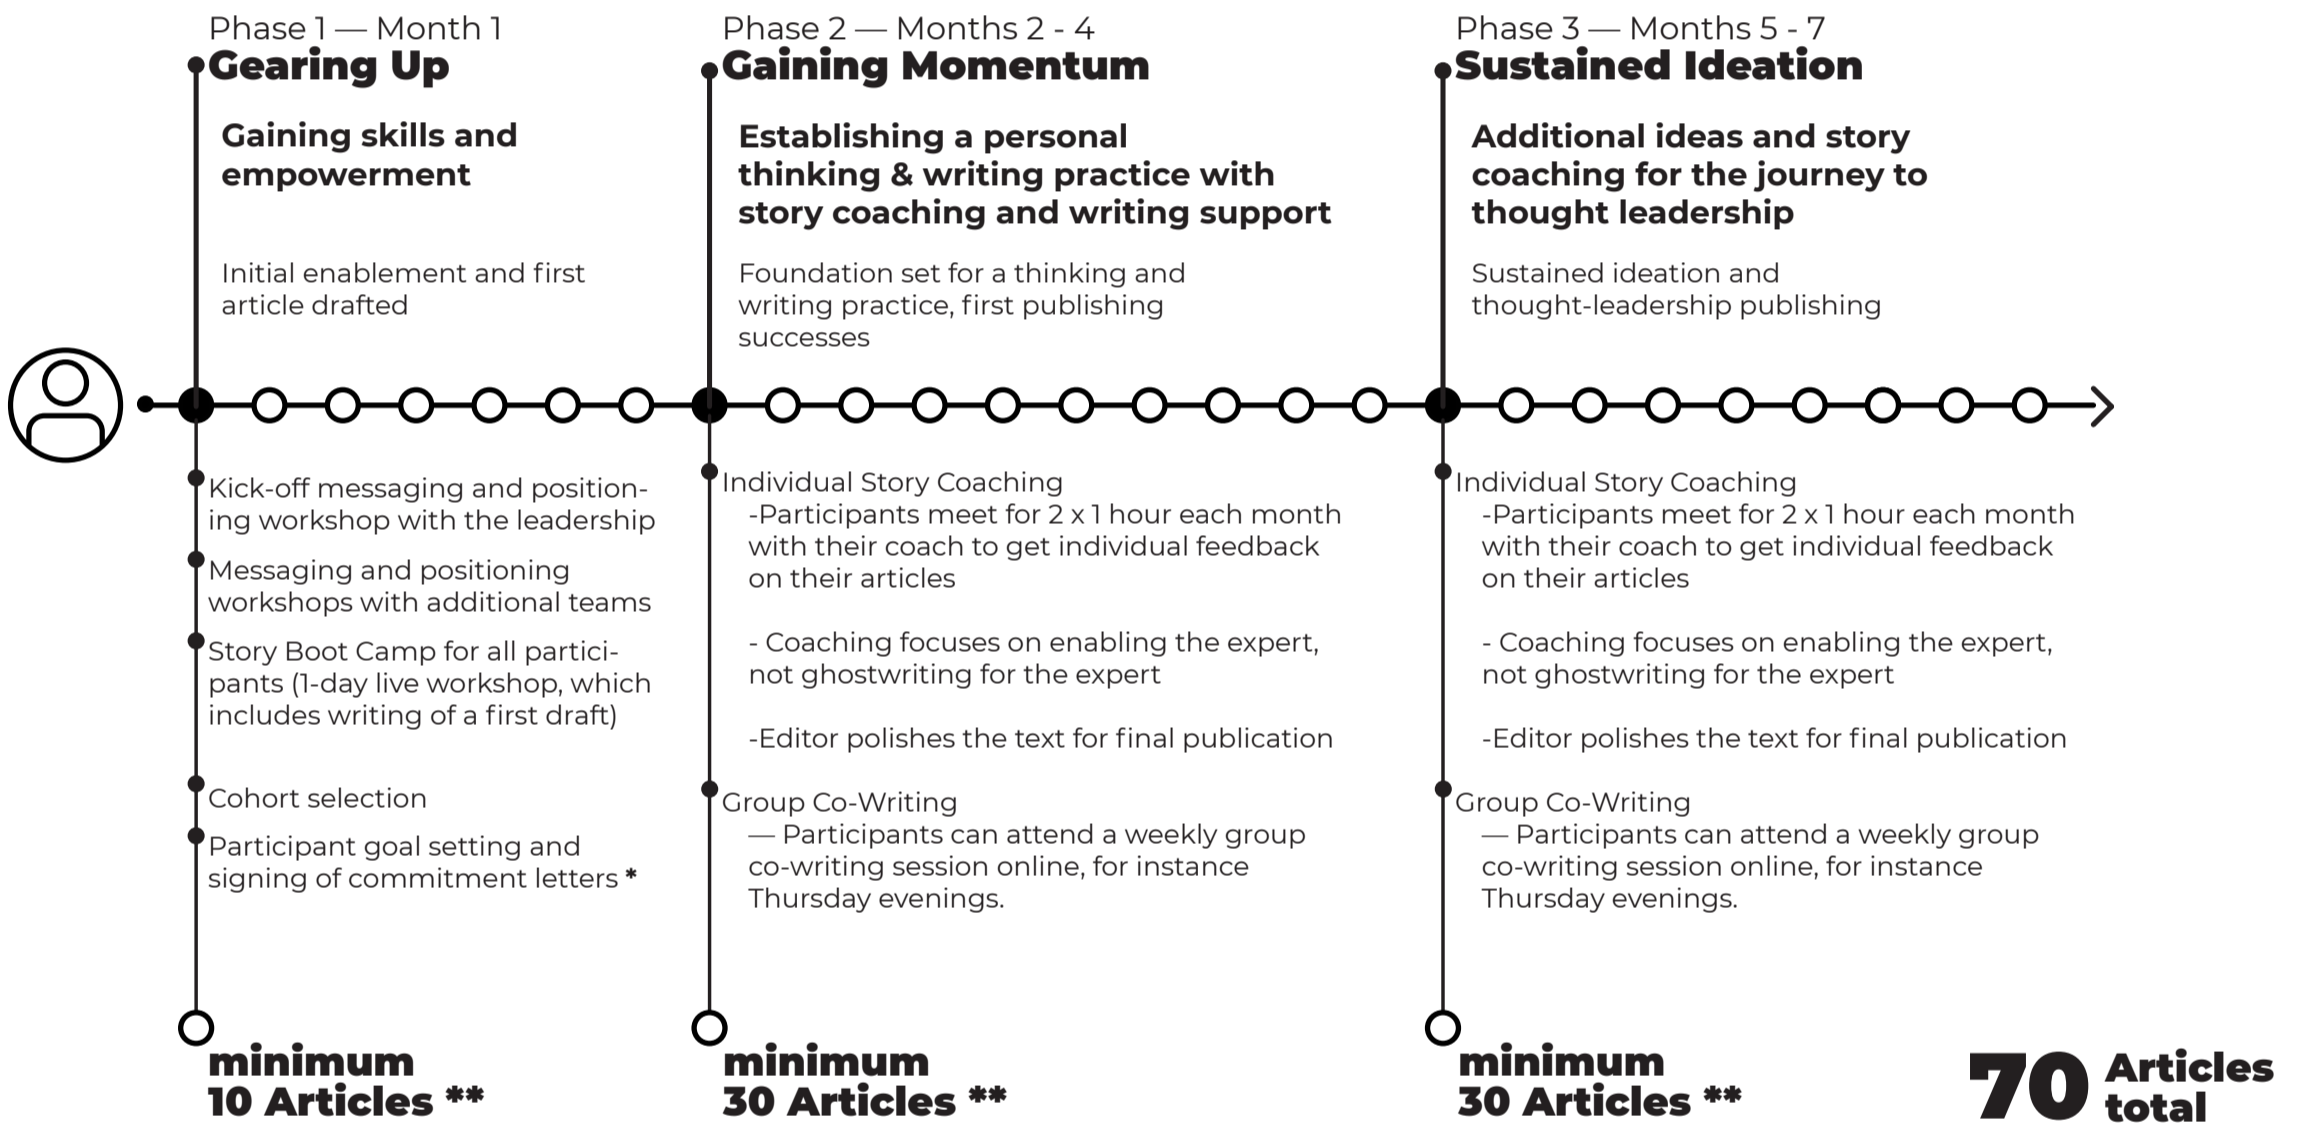 Phase 1 — Month 1
Gearing Up
Gaining skills and
empowerment
Initial enablement and first
article drafted
Kick-off messaging and position-
ing workshop with the leadership
Messaging and positioning
workshops with additional teams
Story Boot Camp for all partici-
pants (1-day live workshop, which
includes writing of a first draft)
Cohort selection
Participant goal setting and
signing of commitment letters *
minimum
10 Articles **
Phase 2 — Months 2 - 4
Gaining Momentum
Establishing a personal
thinking & writing practice with
story coaching and writing support
Foundation set for a thinking and
writing practice, first publishing
successes
Individual Story Coaching
-Participants meet for 2 x 1 hour each month
with their coach to get individual feedback
on their articles
- Coaching focuses on enabling the expert,
not ghostwriting for the expert
-Editor polishes the text for final publication
Group Co-Writing
— Participants can attend a weekly group
co-writing session online, for instance
Thursday evenings.
minimum
30 Articles **
Phase 3 — Months 5 - 7
Sustained Ideation
Additional ideas and story
coaching for the journey to
thought leadership
Sustained ideation and
thought-leadership publishing
Individual Story Coaching
-Participants meet for 2 x 1 hour each month
with their coach to get individual feedback
on their articles
- Coaching focuses on enabling the expert,
not ghostwriting for the expert
-Editor polishes the text for final publication
Group Co-Writing
— Participants can attend a weekly group
co-writing session online, for instance
Thursday evenings.
minimum
30 Articles **
70 Articles
total